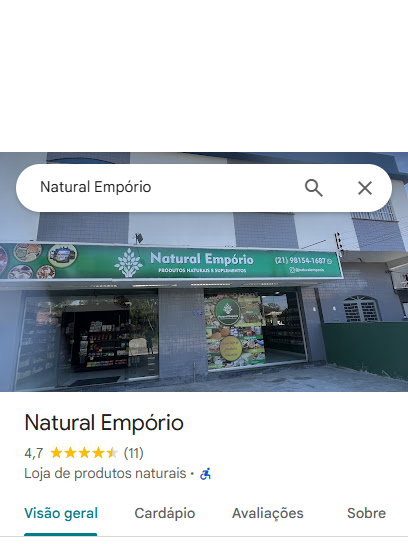 Natural Empório
Natural Empório
PRODUTOS NATURAIS E SUPLEMENTOS
(21) 98154-1687
Natural Empório
4,7 (11)
Loja de produtos naturais ·
Visão geral
Cardápio
Avaliações
Sobre